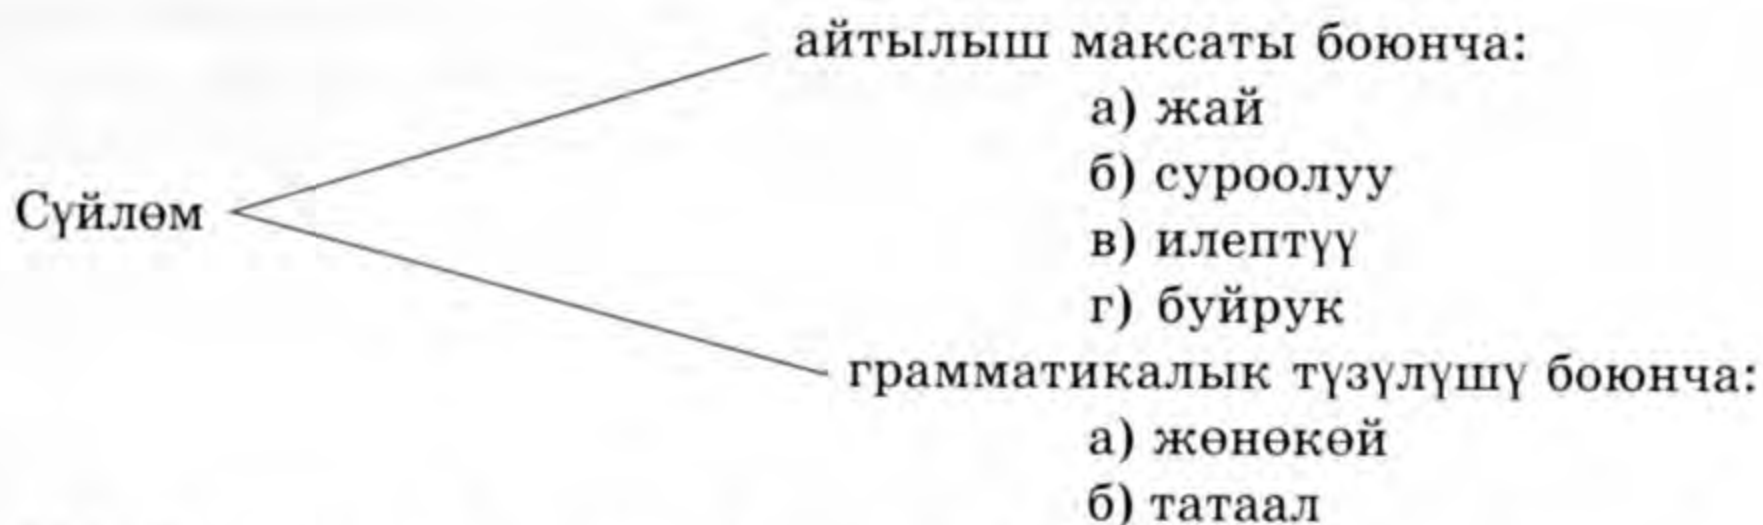 айтылыш максаты боюнча:
а) жай
б) суроолуу
Сүйлөм
в) илептүү
г) буйрук
грамматикалык түзүлүшү боюнча:
а) жөнөкөй
б) татаал